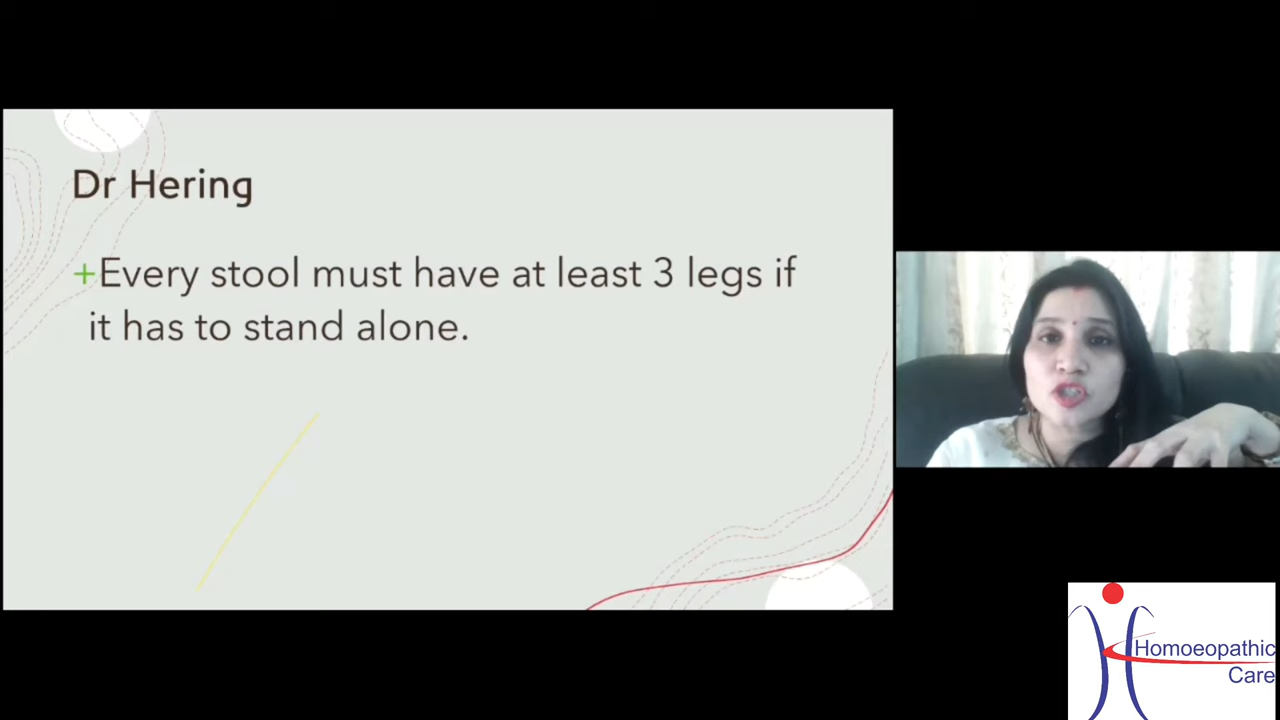 Dr Hering
+Every stool must have at least 3 legs if
it has to stand alone.
Homoeopathic
Care